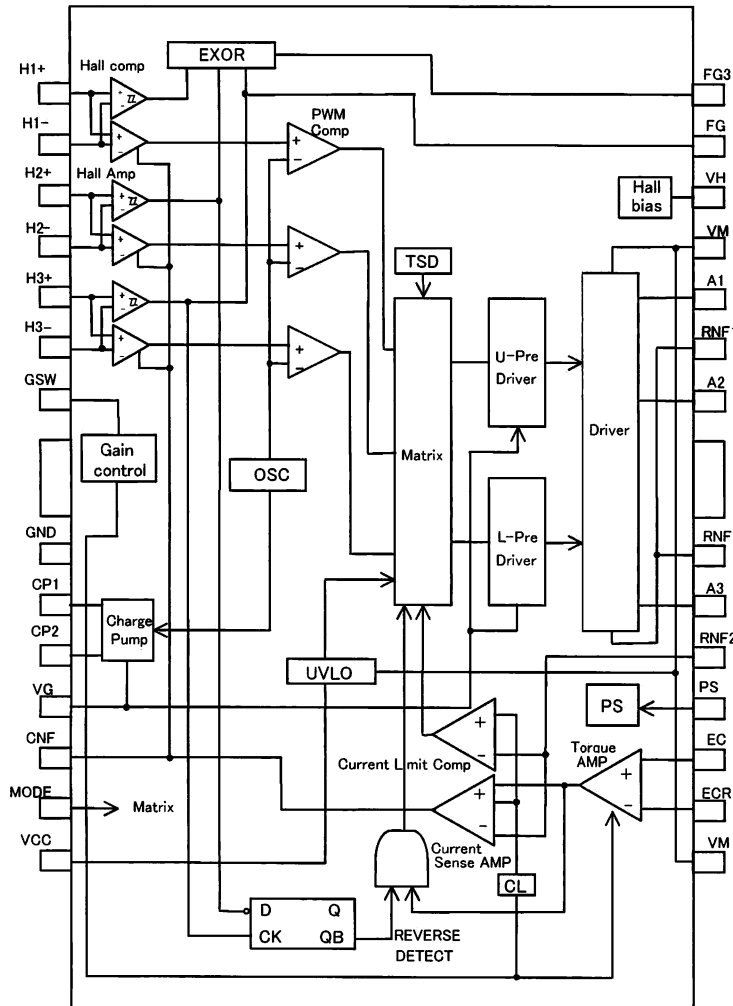 EXOR
H1+
Hall comp
FG3
H1-
PWM
Comp
FG
H2+
Hall Amp
Hall
bias
VH
H2-
VM
H3+
TSD
A1
H3-
RNF1
U-Pre
Driver
GSW
A2
Gain
control
OSC
Matrix
Driver
GND
L-Pre
Driver
RNF
CP1
A3
Charge
Pump
CP2
RNF2
UVLO
VG
PS
PS
CNF
Current Limit Comp
Torque
AMP
EC
MODE
Matrix
ECR
VCC
Current
Sense AMP
VM
CL
D
Q
CK
QB
REVERSE
DETECT